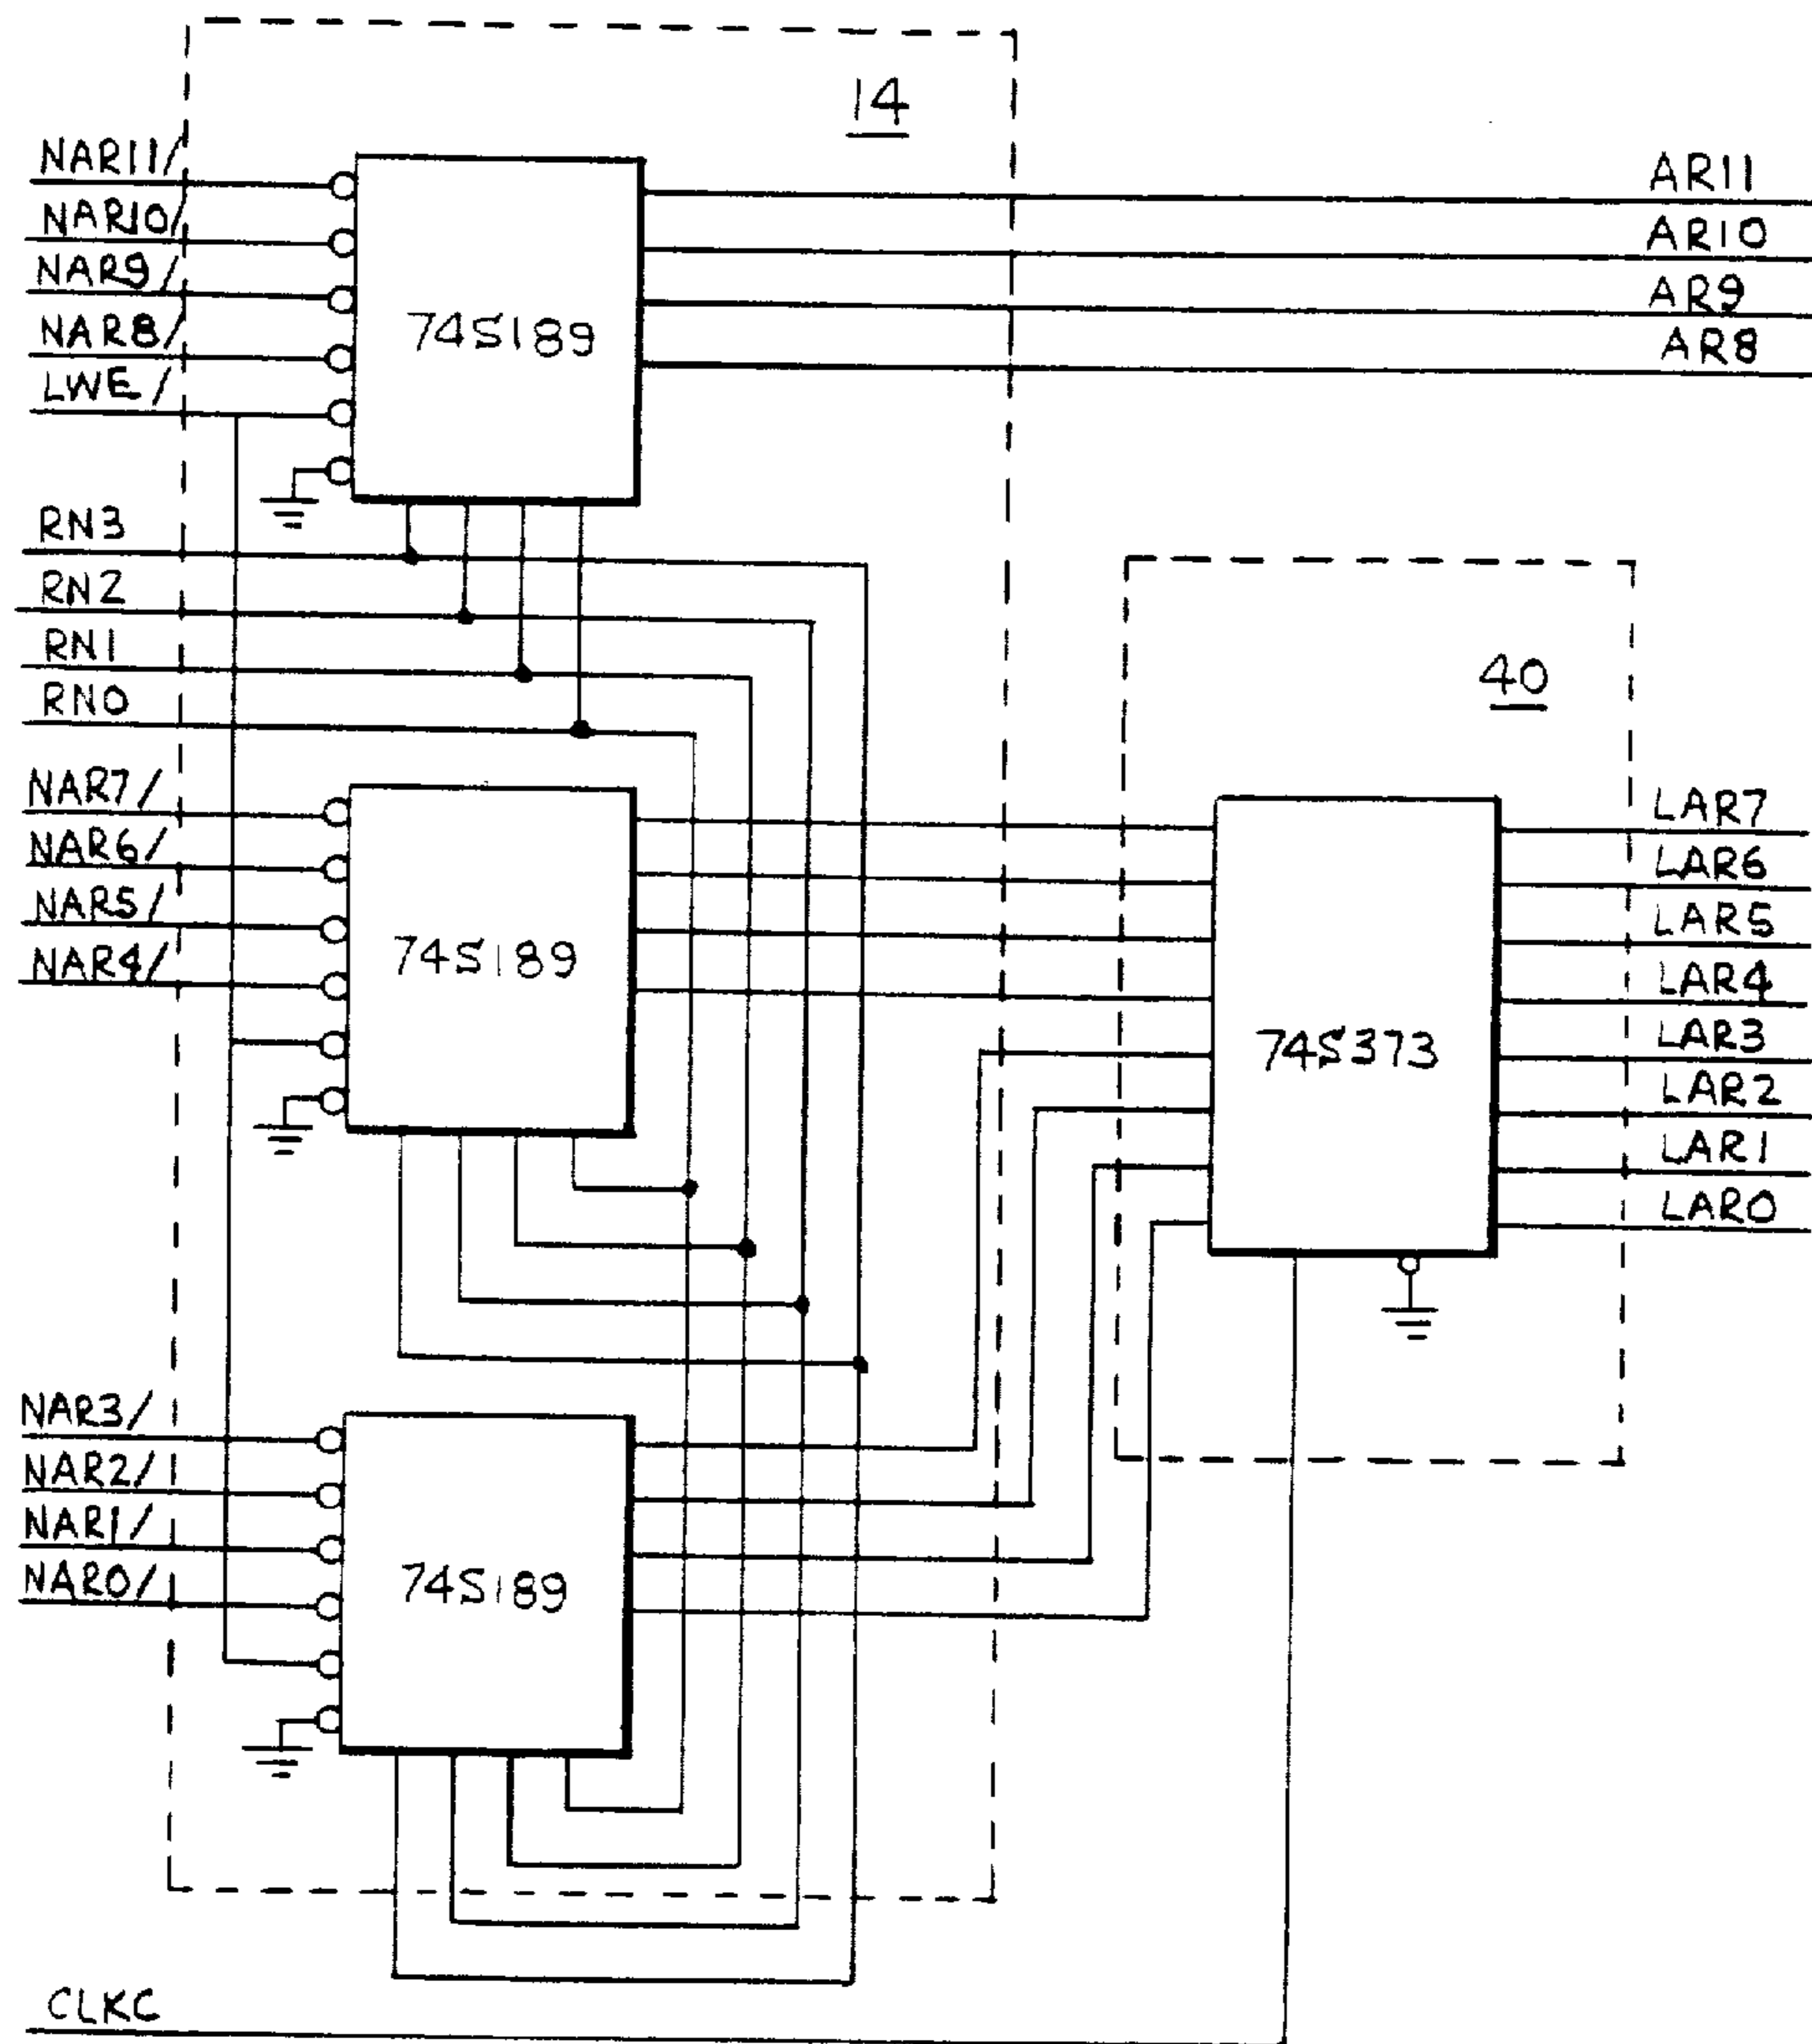 14
NAR11/
NAR10/
NAR9/
NAR8/
LWE/
74S189
AR11
AR10
AR9
AR8
RN3
RN2
RN1
RN0
40
NAR7/
NAR6/
NAR5/
NAR4/
74S189
74S373
LAR7
LAR6
LAR5
LAR4
LAR3
LAR2
LAR1
LAR0
NAR3/
NAR2/
NAR1/
NAR0/
74S189
CLKC